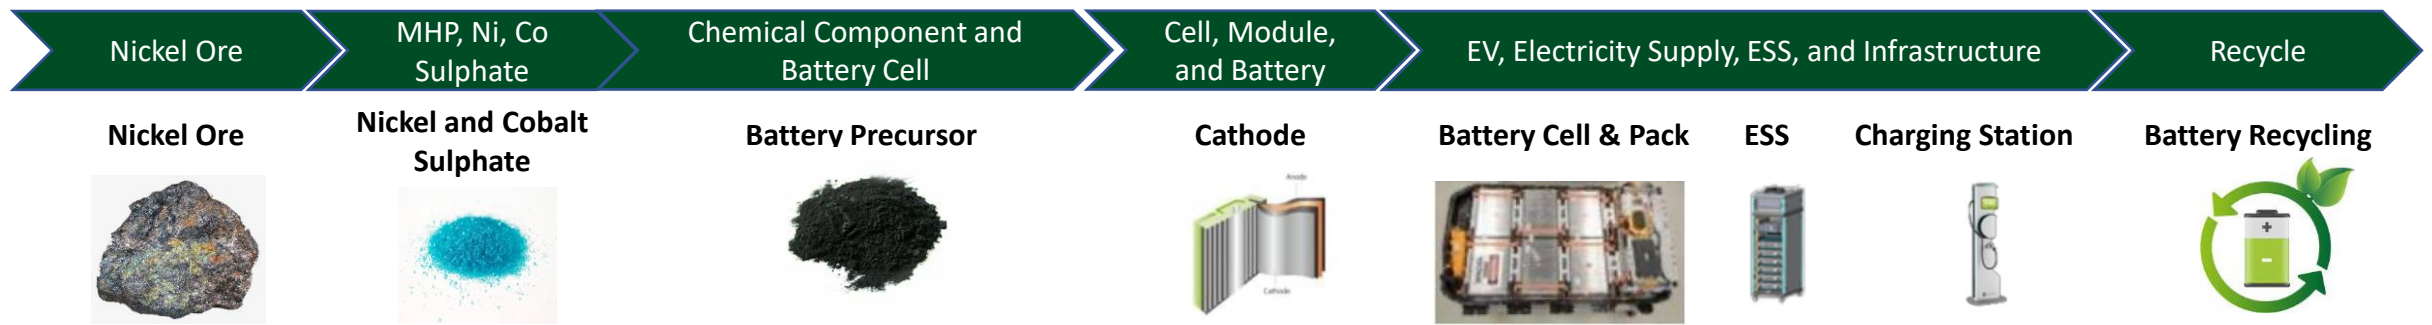 Nickel Ore
MHP, Ni, Co
Sulphate
Chemical Component and
Battery Cell
Cell, Module,
and Battery
EV, Electricity Supply, ESS, and Infrastructure
Recycle
Nickel Ore
Nickel and Cobalt
Sulphate
Battery Precursor
Cathode
Battery Cell & Pack
ESS
Charging Station
Battery Recycling
Anode
Cathode